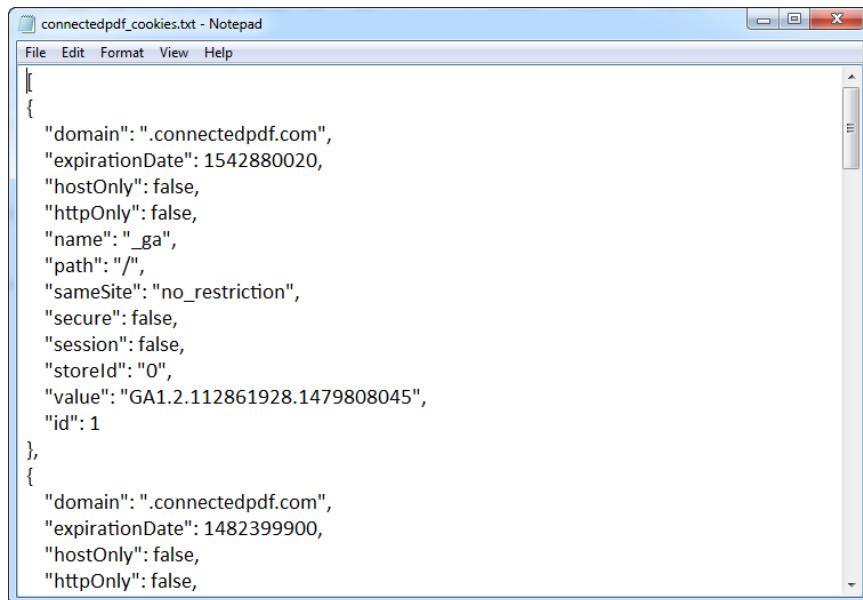 connectedpdf_cookies.txt - Notepad
File Edit Format View Help
[
{
"domain": ".connectedpdf.com",
"expirationDate": 1542880020,
"hostOnly": false,
"httpOnly": false,
"name": "_ga",
"path": "/",
"sameSite": "no_restriction",
"secure": false,
"session": false,
"storeId": "0",
"value": "GA1.2.112861928.1479808045",
"id": 1
},
{
"domain": ".connectedpdf.com",
"expirationDate": 1482399900,
"hostOnly": false,
"httpOnly": false,